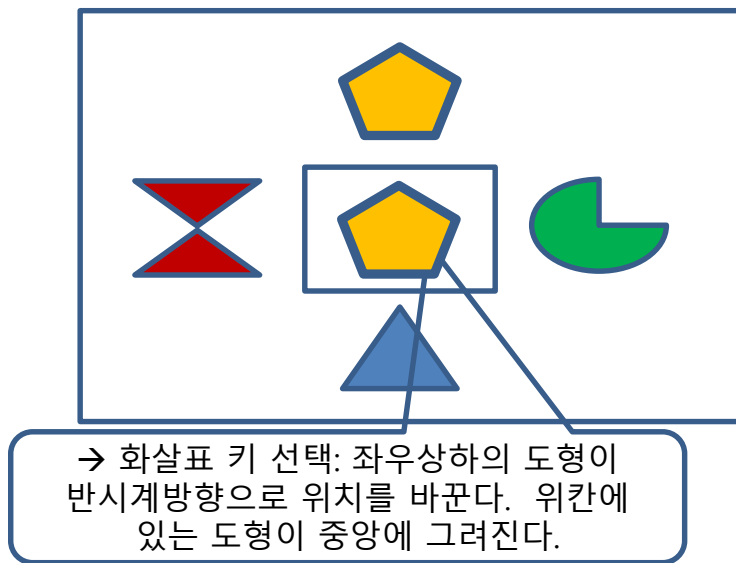 → 화살표 키 선택: 좌우상하의 도형이
반시계방향으로 위치를 바꾼다.  위칸에
있는 도형이 중앙에 그려진다.